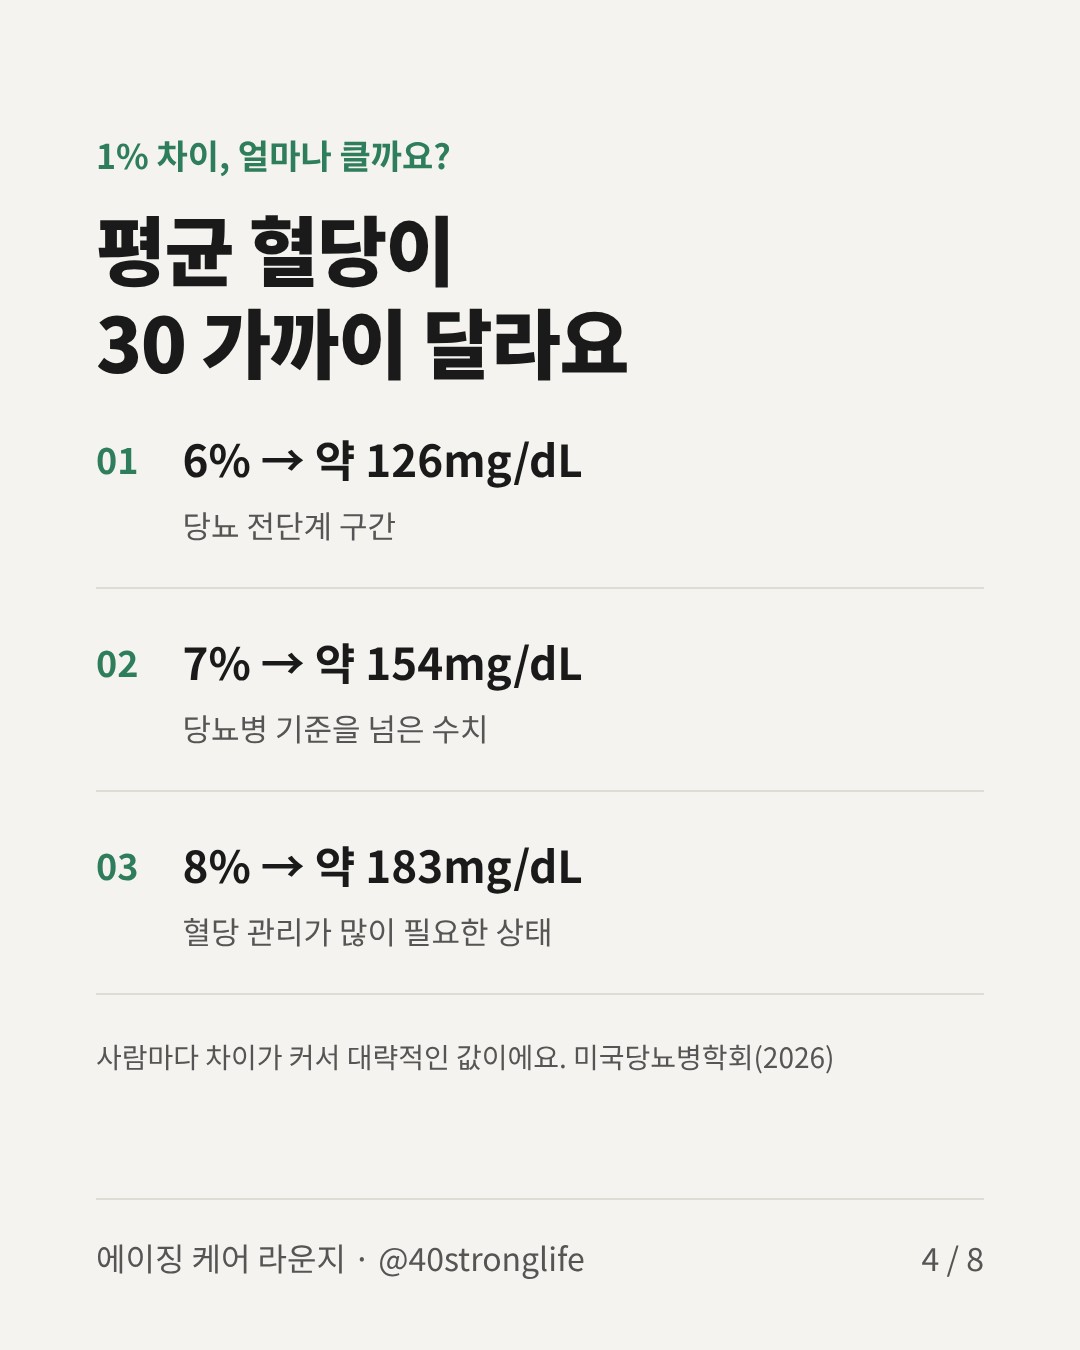 1% 차이, 얼마나 클까요?
평균 혈당이
30 가까이 달라요
01 6% → 약 126mg/dL
당뇨 전단계 구간
02 7% → 약 154mg/dL
당뇨병 기준을 넘은 수치
03 8% → 약 183mg/dL
혈당 관리가 많이 필요한 상태
사람마다 차이가 커서 대략적인 값이에요. 미국당뇨병학회(2026)
에이징 케어 라운지 · @40stronglife 4 / 8